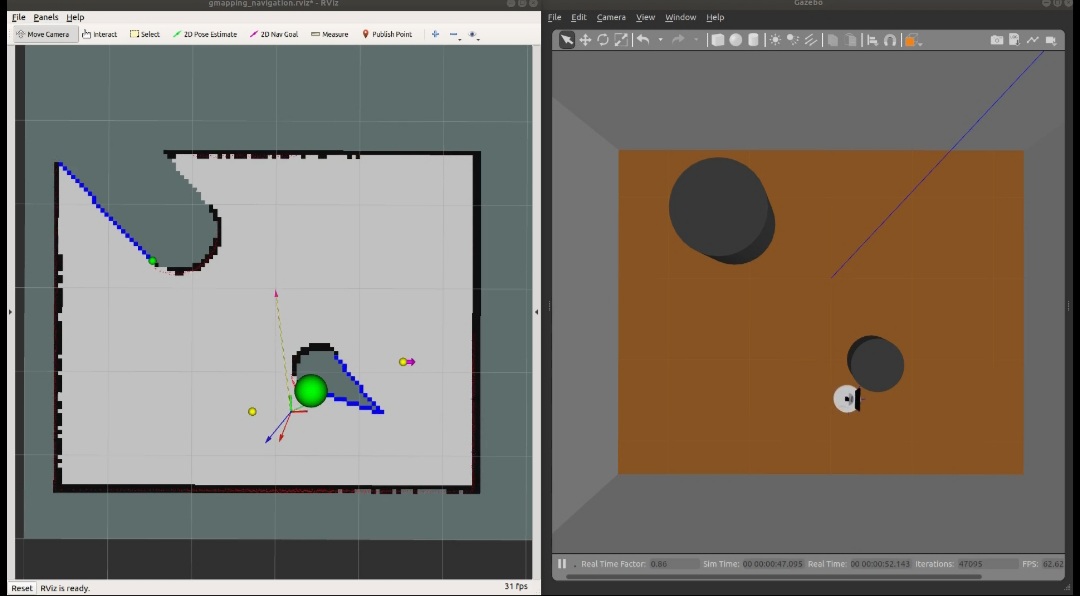 gmapping_navigation.rviz* - RViz
File Panels Help
Move Camera Interact Select 2D Pose Estimate 2D Nav Goal Measure Publish Point
Reset RViz is ready. 31 fps
Gazebo
File Edit Camera View Window Help
Real Time Factor: 0.86 Sim Time: 00 00:00:47.095 Real Time: 00 00:00:52.143 Iterations: 47095 FPS: 62.62